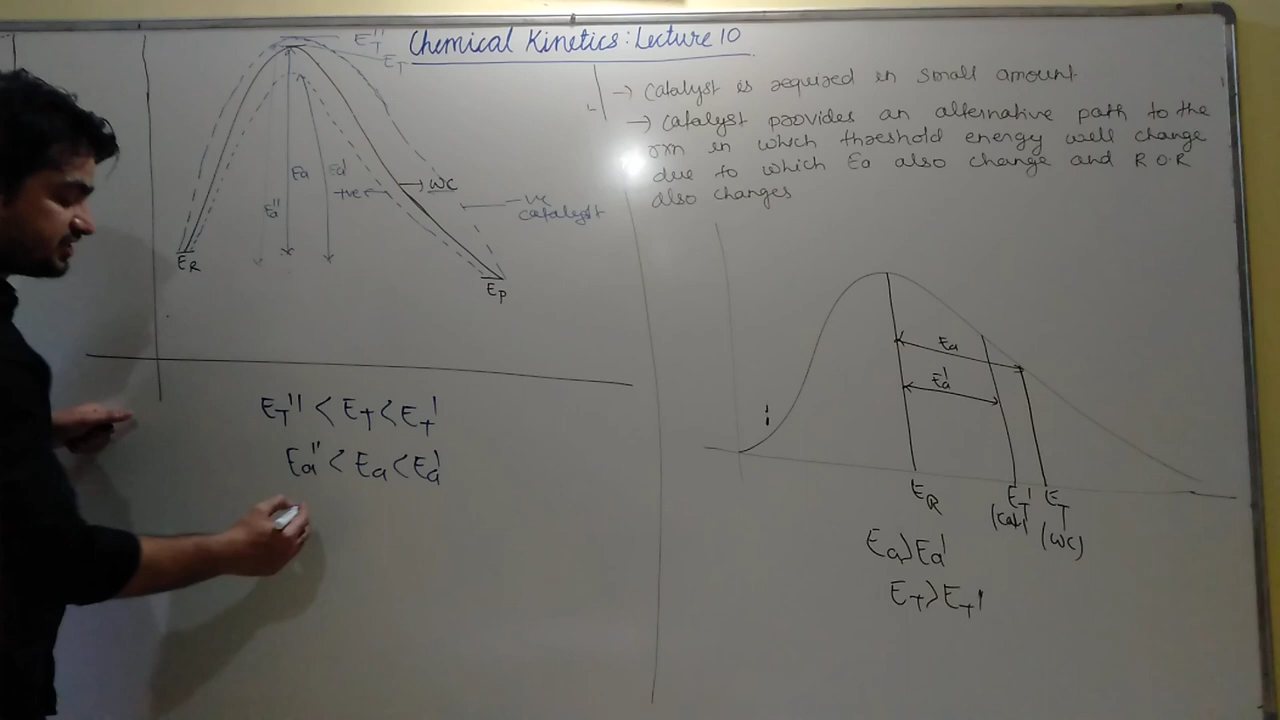 Chemical Kinetics: Lecture 10
E_T''
E_T
Ea
Ea'
Ea''
+ve
WC
-ve
catalyst
E_R
E_P
E_T'' < E_T < E_T'
Ea'' < Ea < Ea'
→ Catalyst is required in small amount
→ Catalyst provides an alternative path to the
rxn in which threshold energy will change
due to which Ea also change and R.O.R
also changes
Ea
Ea'
E_R
E_T'
(Cat)
E_T
(WC)
Ea > Ea'
E_T > E_T'